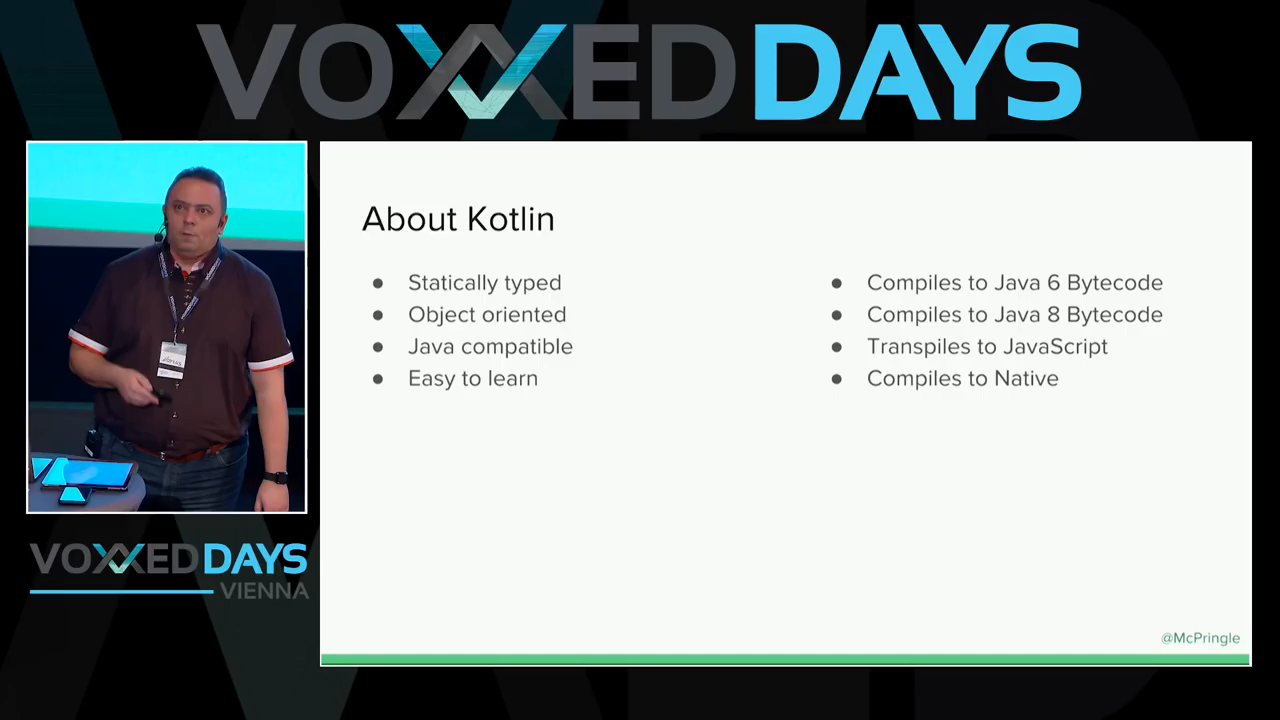 VOXXED DAYS
About Kotlin
● Statically typed
● Object oriented
● Java compatible
● Easy to learn
● Compiles to Java 6 Bytecode
● Compiles to Java 8 Bytecode
● Transpiles to JavaScript
● Compiles to Native
@McPringle
VOXXED DAYS
VIENNA